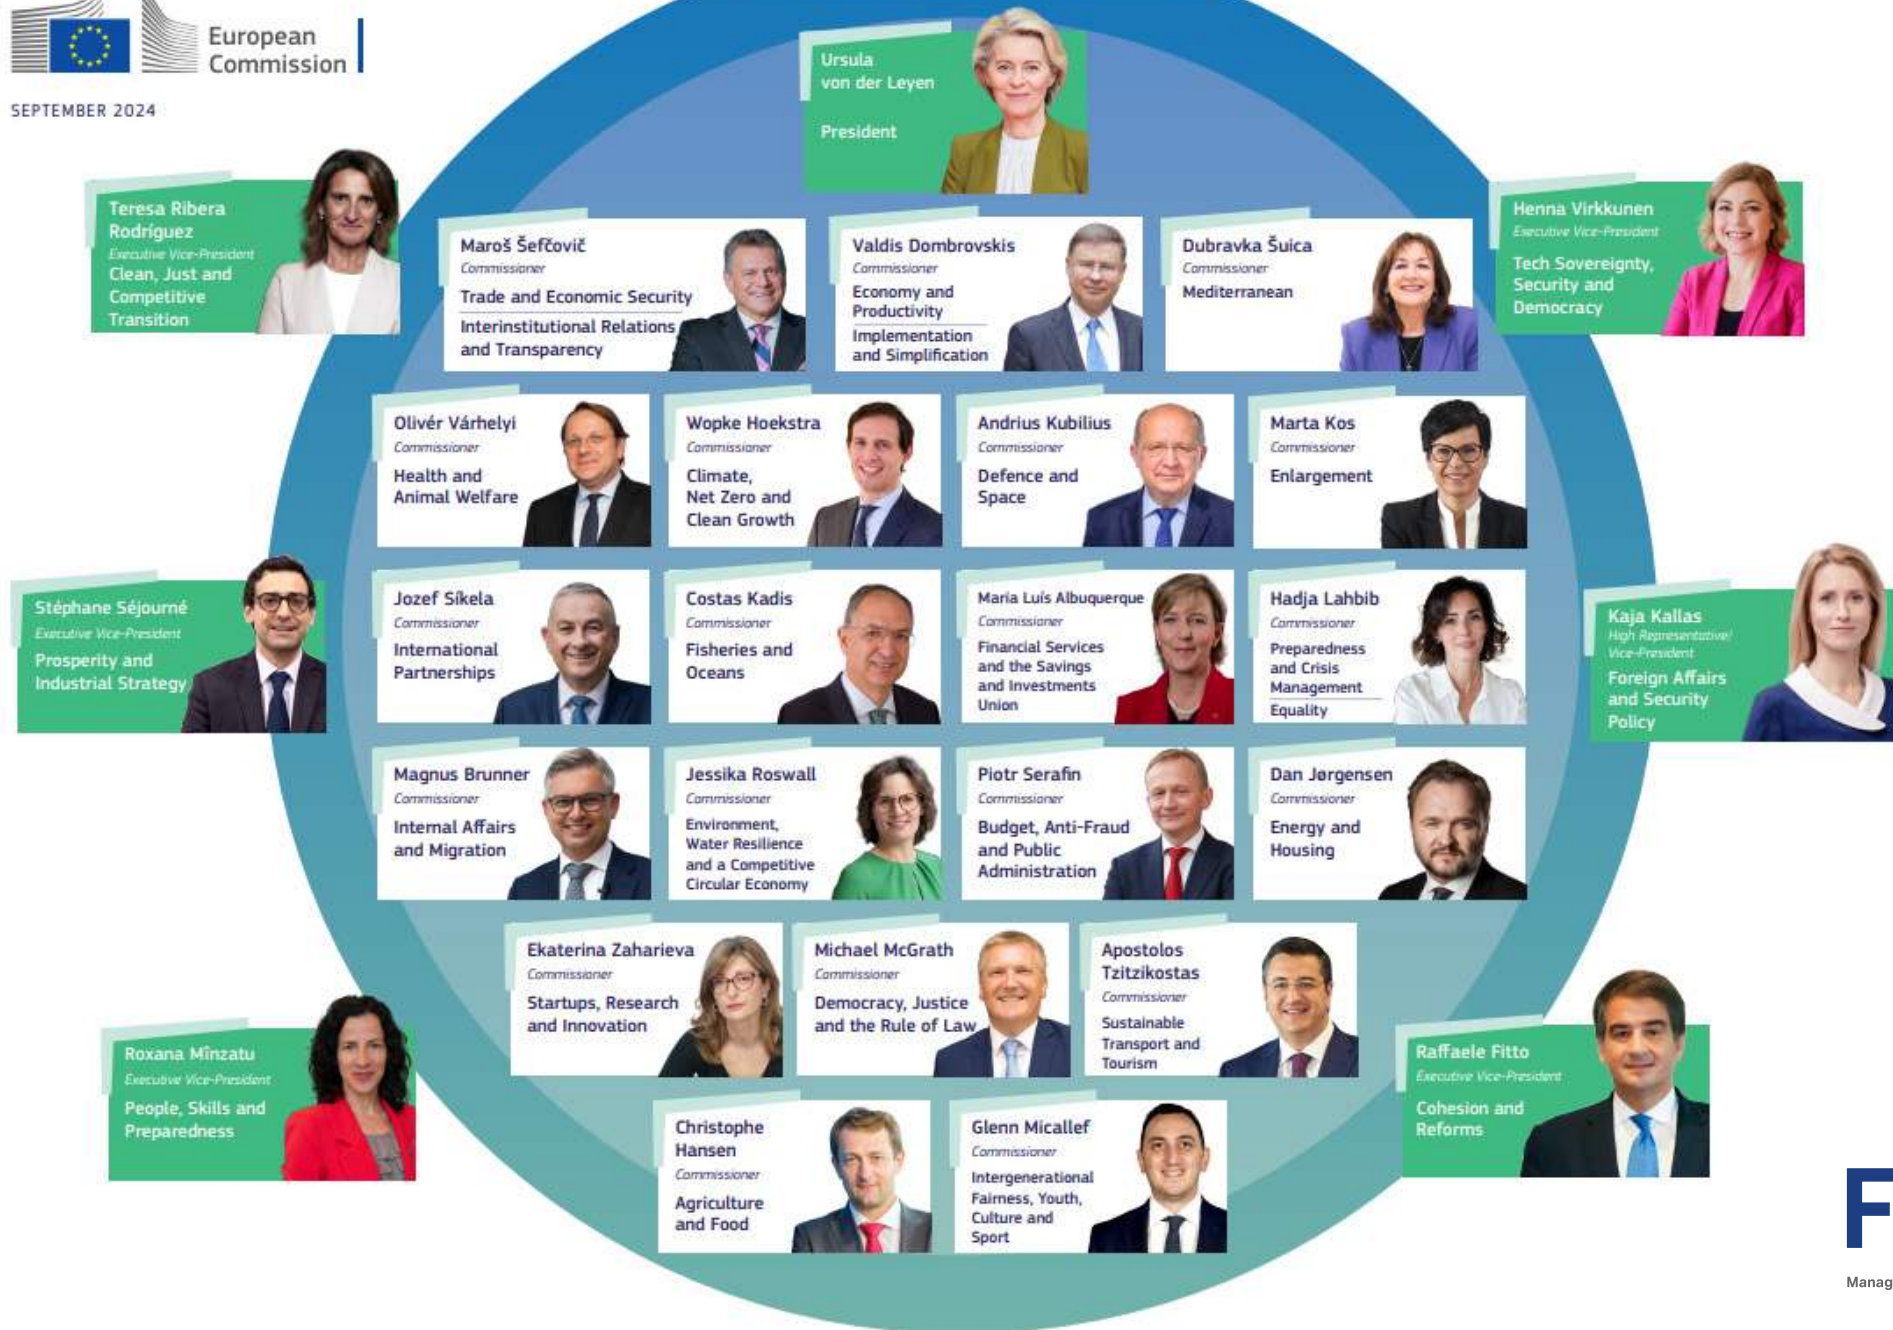 European
Commission
SEPTEMBER 2024
Ursula
von der Leyen
President
Teresa Ribera
Rodríguez
Executive Vice-President
Clean, Just and
Competitive
Transition
Henna Virkkunen
Executive Vice-President
Tech Sovereignty,
Security and
Democracy
Maroš Šefčovič
Commissioner
Trade and Economic Security
Interinstitutional Relations
and Transparency
Valdis Dombrovskis
Commissioner
Economy and
Productivity
Implementation
and Simplification
Dubravka Šuica
Commissioner
Mediterranean
Olivér Várhelyi
Commissioner
Health and
Animal Welfare
Wopke Hoekstra
Commissioner
Climate,
Net Zero and
Clean Growth
Andrius Kubilius
Commissioner
Defence and
Space
Marta Kos
Commissioner
Enlargement
Stéphane Séjourné
Executive Vice-President
Prosperity and
Industrial Strategy
Jozef Síkela
Commissioner
International
Partnerships
Costas Kadis
Commissioner
Fisheries and
Oceans
Maria Luís Albuquerque
Commissioner
Financial Services
and the Savings
and Investments
Union
Hadja Lahbib
Commissioner
Preparedness
and Crisis
Management
Equality
Kaja Kallas
High Representative/
Vice-President
Foreign Affairs
and Security
Policy
Magnus Brunner
Commissioner
Internal Affairs
and Migration
Jessika Roswall
Commissioner
Environment,
Water Resilience
and a Competitive
Circular Economy
Piotr Serafin
Commissioner
Budget, Anti-Fraud
and Public
Administration
Dan Jørgensen
Commissioner
Energy and
Housing
Ekaterina Zaharieva
Commissioner
Startups, Research
and Innovation
Michael McGrath
Commissioner
Democracy, Justice
and the Rule of Law
Apostolos
Tzitzikostas
Commissioner
Sustainable
Transport and
Tourism
Roxana Mînzatu
Executive Vice-President
People, Skills and
Preparedness
Raffaele Fitto
Executive Vice-President
Cohesion and
Reforms
Christophe
Hansen
Commissioner
Agriculture
and Food
Glenn Micallef
Commissioner
Intergenerational
Fairness, Youth,
Culture and
Sport
F
Manag